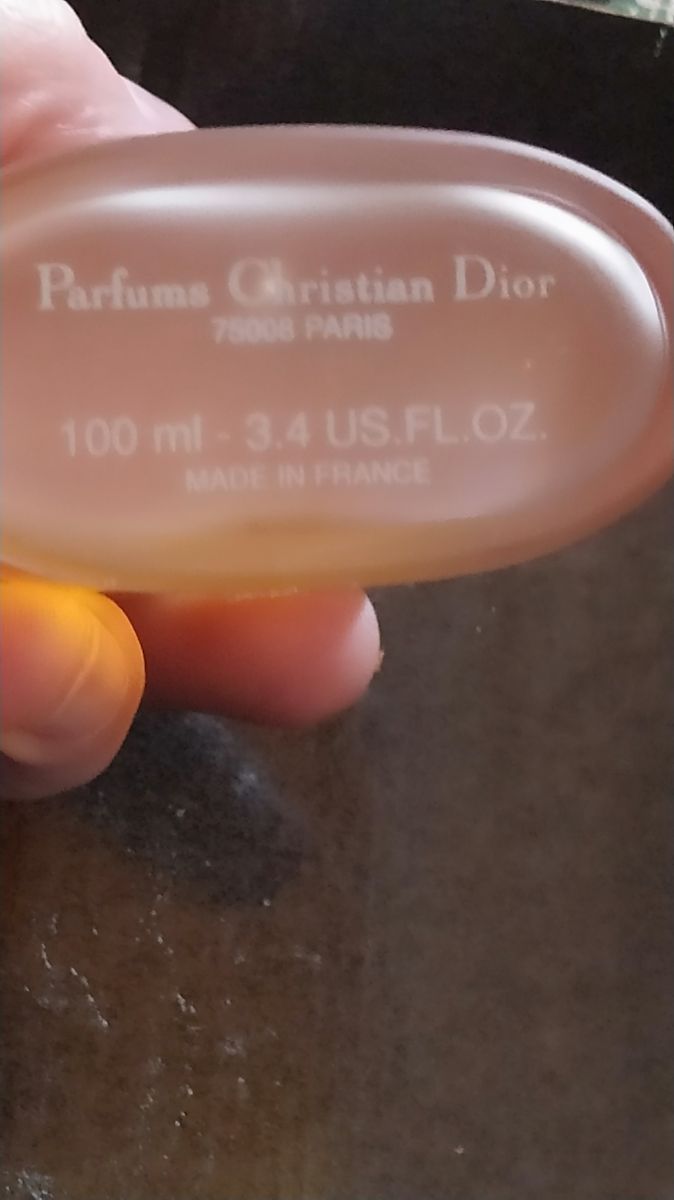 Parfums Christian Dior
75008 PARIS
100 ml - 3.4 US.FL.OZ.
MADE IN FRANCE